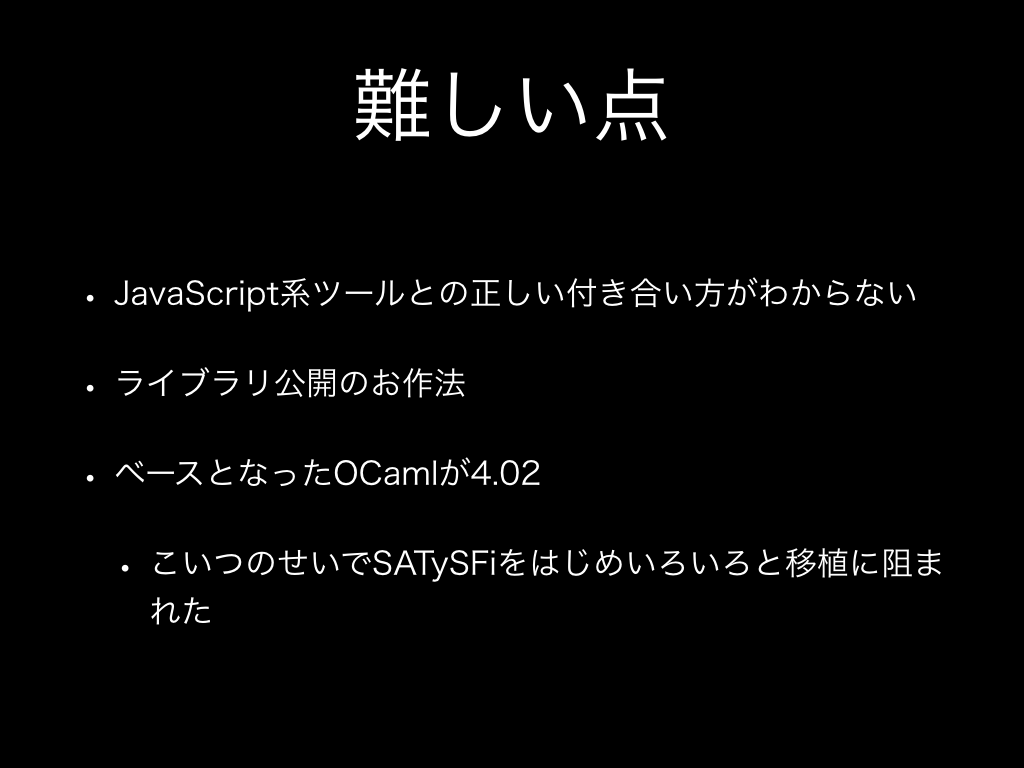 難しい点
• JavaScript系ツールとの正しい付き合い方がわからない
• ライブラリ公開のお作法
• ベースとなったOCamlが4.02
• こいつのせいでSATySFiをはじめいろいろと移植に阻ま
れた